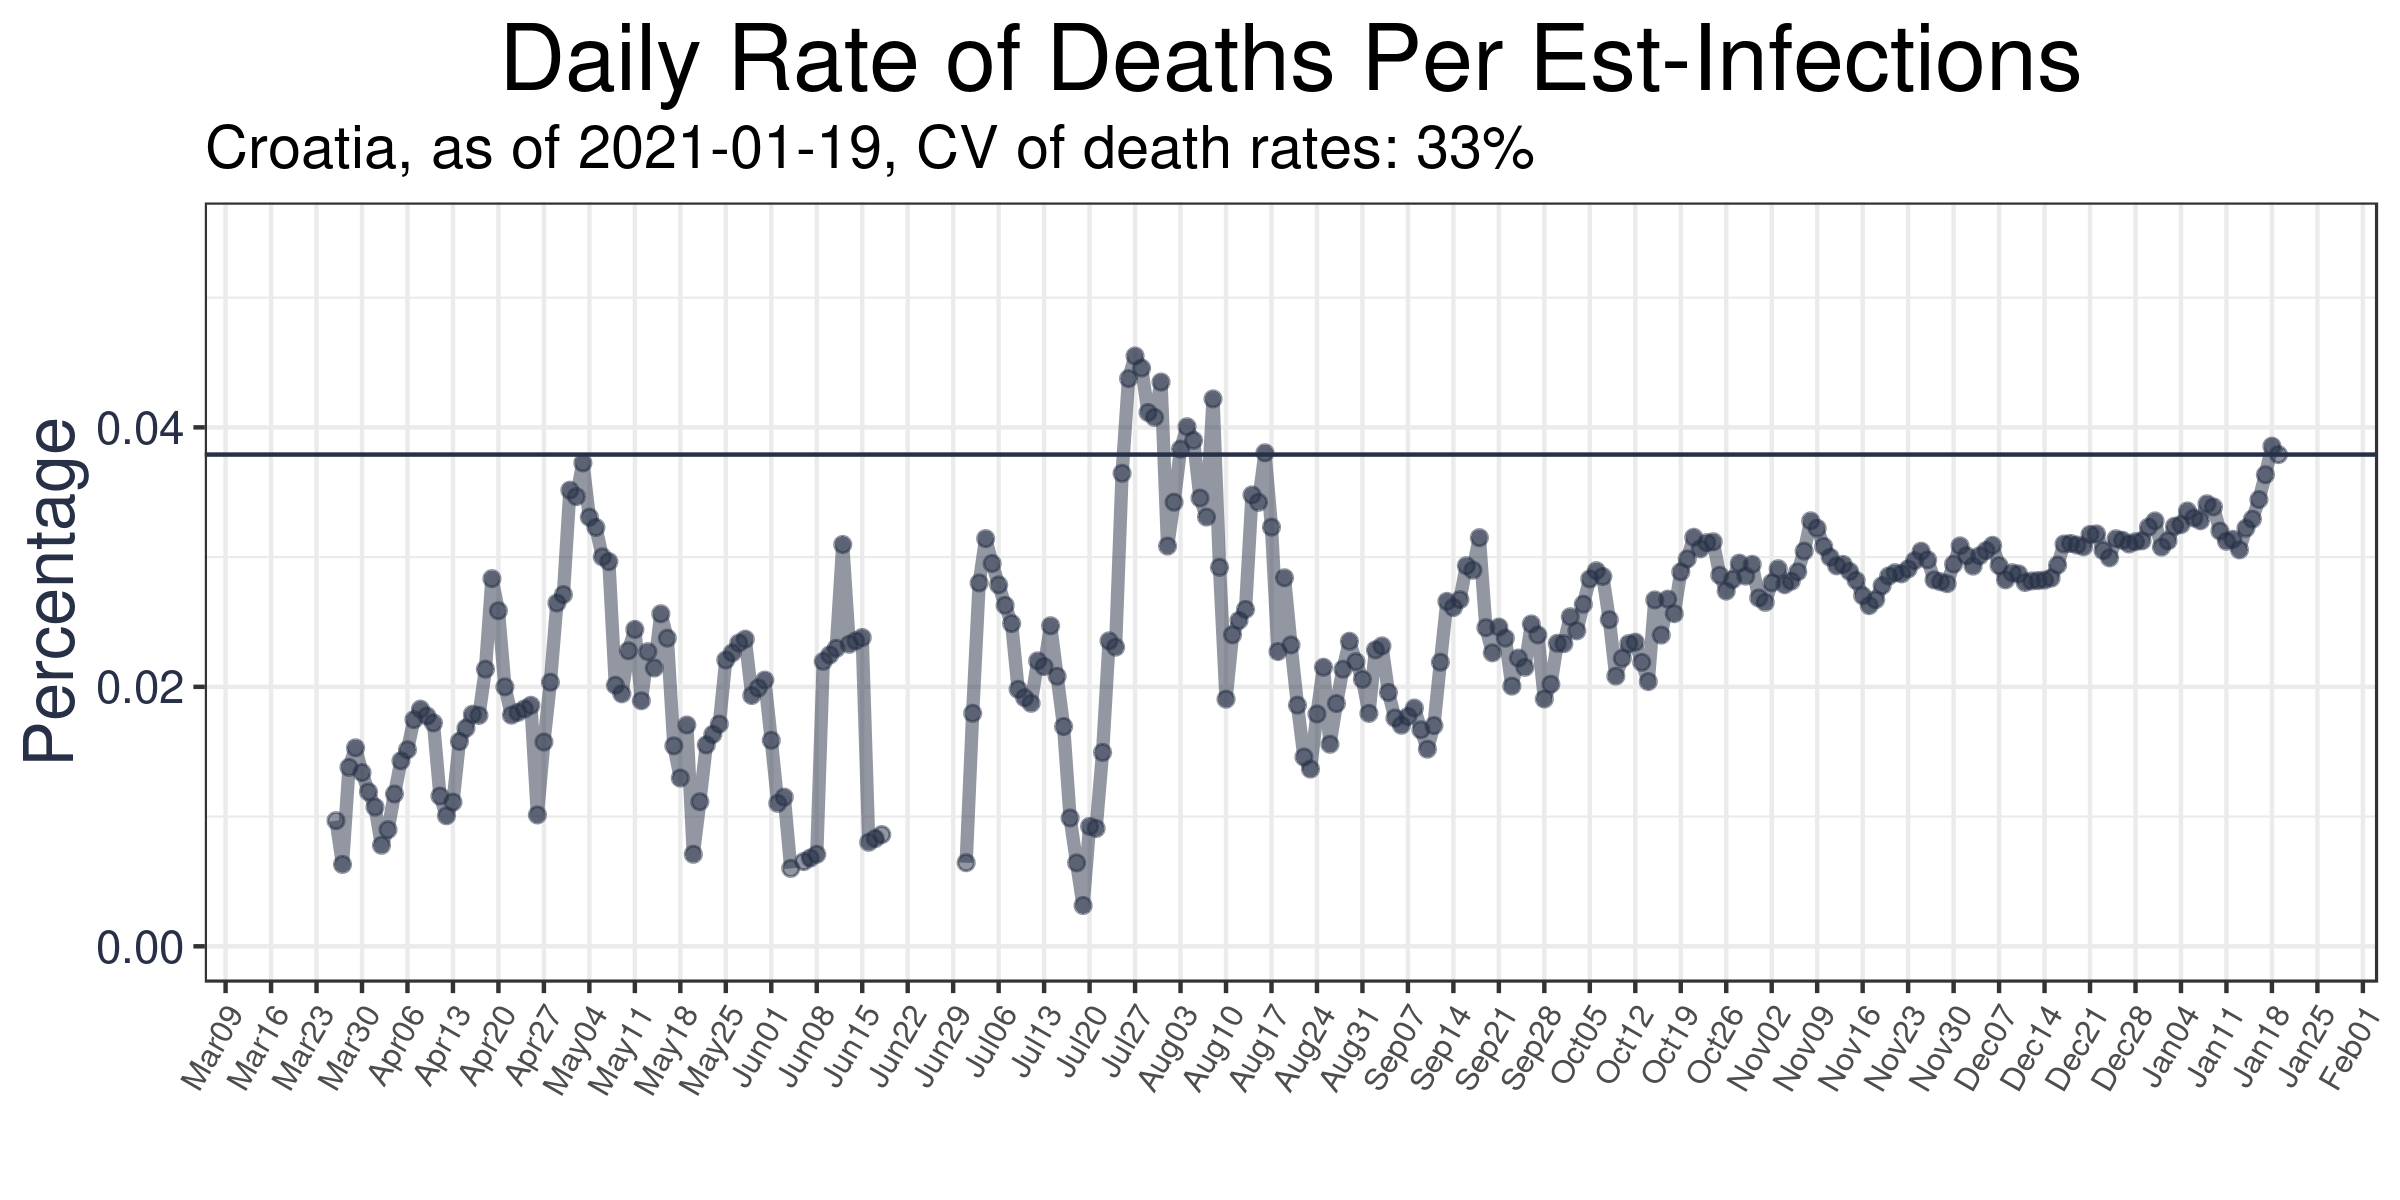 Daily Rate of Deaths Per Est-Infections
Croatia, as of 2021-01-19, CV of death rates: 33%
Percentage
0.04
0.02
0.00
Mar09
Mar16
Mar23
Mar30
Apr06
Apr13
Apr20
Apr27
May04
May11
May18
May25
Jun01
Jun08
Jun15
Jun22
Jun29
Jul06
Jul13
Jul20
Jul27
Aug03
Aug10
Aug17
Aug24
Aug31
Sep07
Sep14
Sep21
Sep28
Oct05
Oct12
Oct19
Oct26
Nov02
Nov09
Nov16
Nov23
Nov30
Dec07
Dec14
Dec21
Dec28
Jan04
Jan11
Jan18
Jan25
Feb01